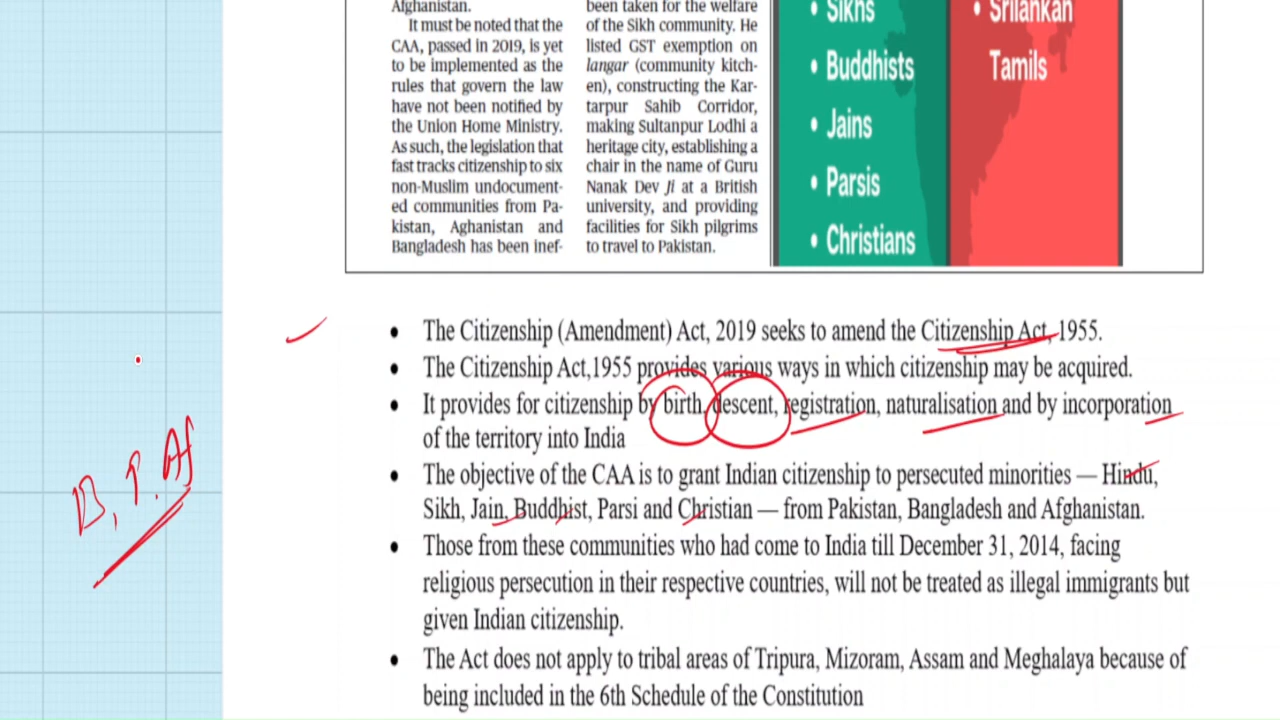 Afghanistan.
It must be noted that the
CAA, passed in 2019, is yet
to be implemented as the
rules that govern the law
have not been notified by
the Union Home Ministry.
As such, the legislation that
fast tracks citizenship to six
non-Muslim undocument-
ed communities from Pa-
kistan, Aghanistan and
Bangladesh has been inef-
been taken for the welfare
of the Sikh community. He
listed GST exemption on
langar (community kitch-
en), constructing the Kar-
tarpur Sahib Corridor,
making Sultanpur Lodhi a
heritage city, establishing a
chair in the name of Guru
Nanak Dev Ji at a British
university, and providing
facilities for Sikh pilgrims
to travel to Pakistan.
• Sikhs
• Buddhists
• Jains
• Parsis
• Christians
• Srilankan
Tamils
• The Citizenship (Amendment) Act, 2019 seeks to amend the Citizenship Act, 1955.
• The Citizenship Act,1955 provides various ways in which citizenship may be acquired.
• It provides for citizenship by birth, descent, registration, naturalisation and by incorporation
of the territory into India
• The objective of the CAA is to grant Indian citizenship to persecuted minorities — Hindu,
Sikh, Jain, Buddhist, Parsi and Christian — from Pakistan, Bangladesh and Afghanistan.
• Those from these communities who had come to India till December 31, 2014, facing
religious persecution in their respective countries, will not be treated as illegal immigrants but
given Indian citizenship.
• The Act does not apply to tribal areas of Tripura, Mizoram, Assam and Meghalaya because of
being included in the 6th Schedule of the Constitution
B, P. Af